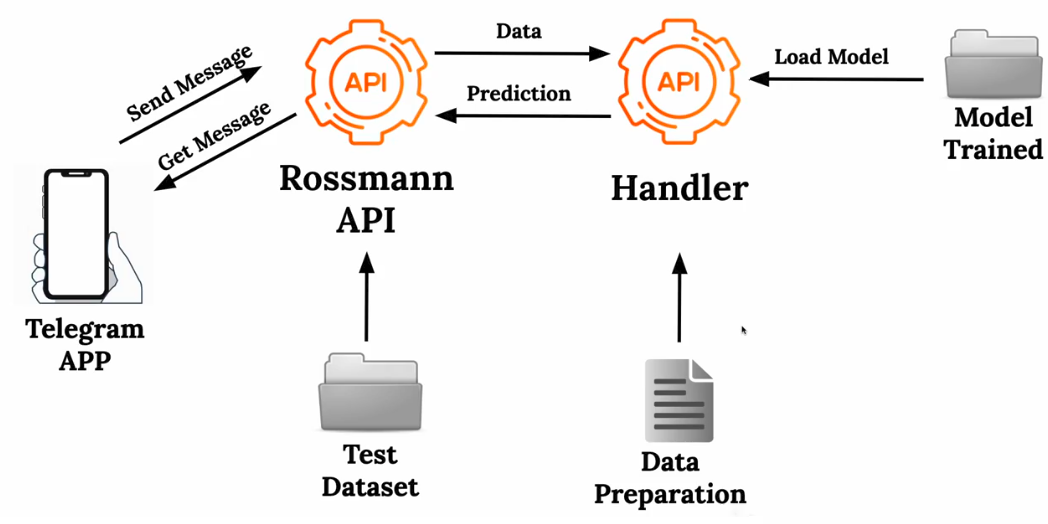 Send Message
Get Message
API
Rossmann
API
Data
Prediction
API
Handler
Load Model
Model
Trained
Telegram
APP
Test
Dataset
Data
Preparation